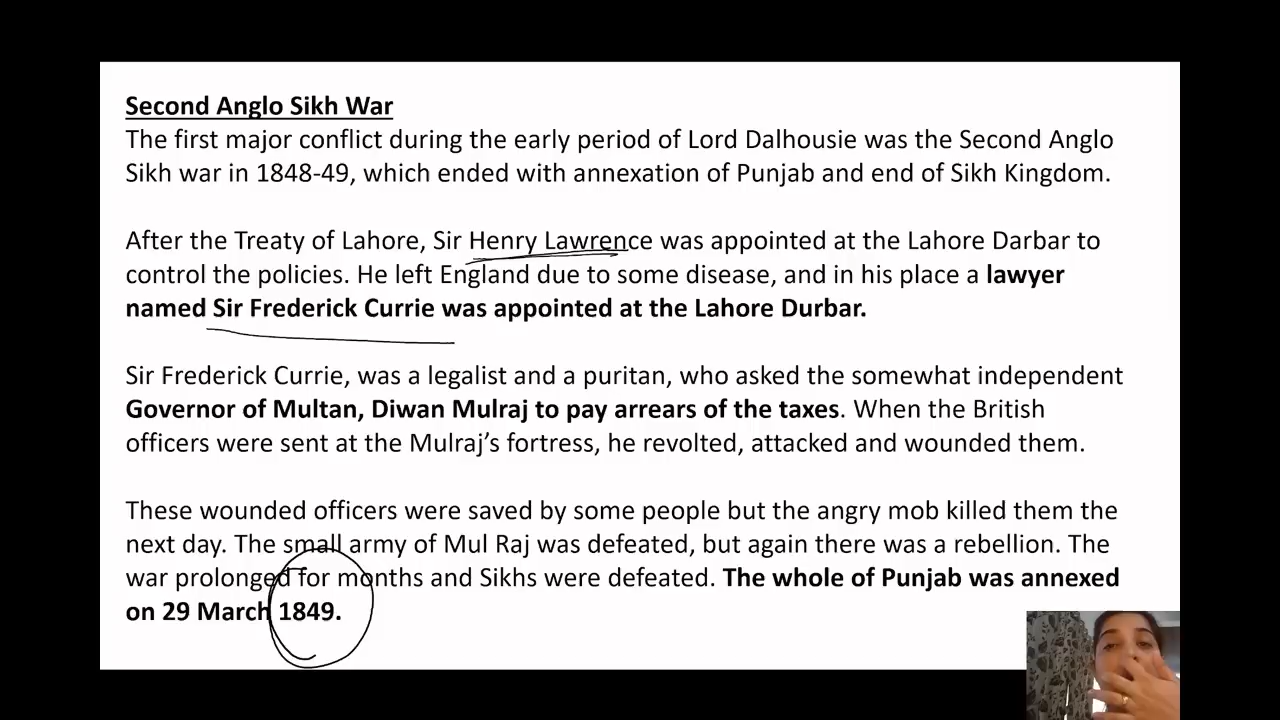 Second Anglo Sikh War
The first major conflict during the early period of Lord Dalhousie was the Second Anglo
Sikh war in 1848-49, which ended with annexation of Punjab and end of Sikh Kingdom.
After the Treaty of Lahore, Sir Henry Lawrence was appointed at the Lahore Darbar to
control the policies. He left England due to some disease, and in his place a lawyer
named Sir Frederick Currie was appointed at the Lahore Durbar.
Sir Frederick Currie, was a legalist and a puritan, who asked the somewhat independent
Governor of Multan, Diwan Mulraj to pay arrears of the taxes. When the British
officers were sent at the Mulraj’s fortress, he revolted, attacked and wounded them.
These wounded officers were saved by some people but the angry mob killed them the
next day. The small army of Mul Raj was defeated, but again there was a rebellion. The
war prolonged for months and Sikhs were defeated. The whole of Punjab was annexed
on 29 March 1849.